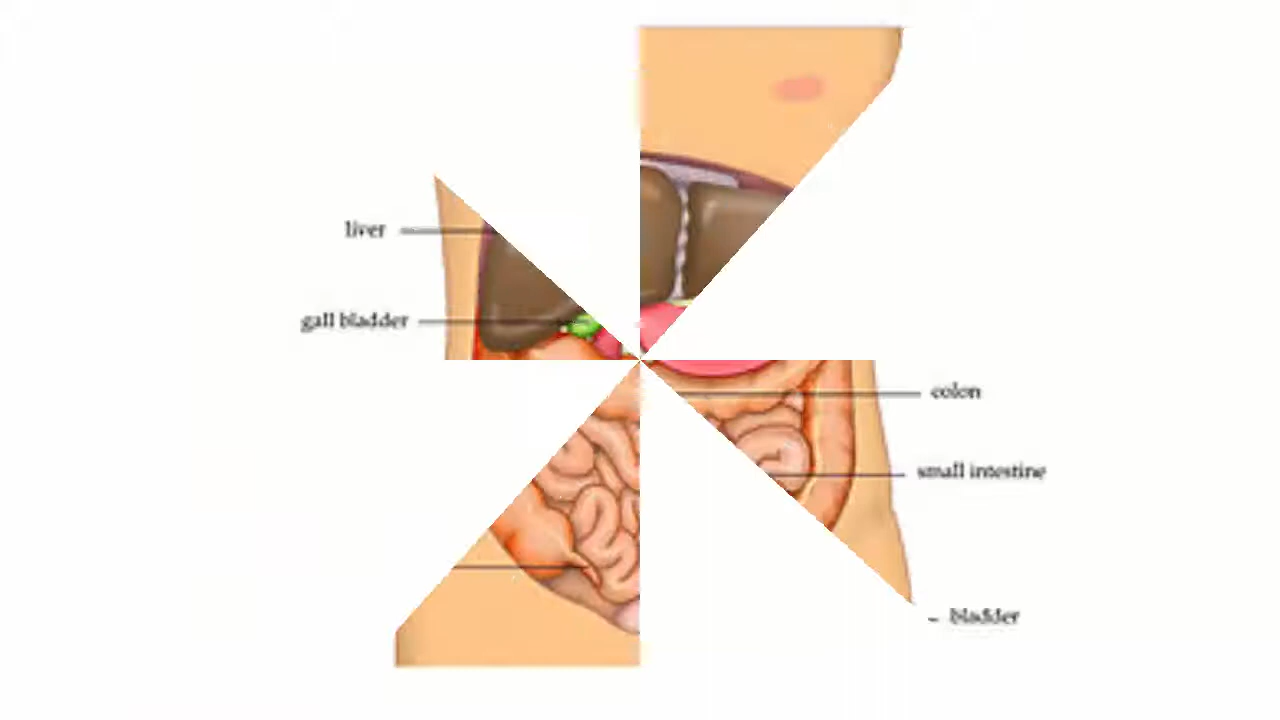 liver
gall bladder
colon
small intestine
bladder